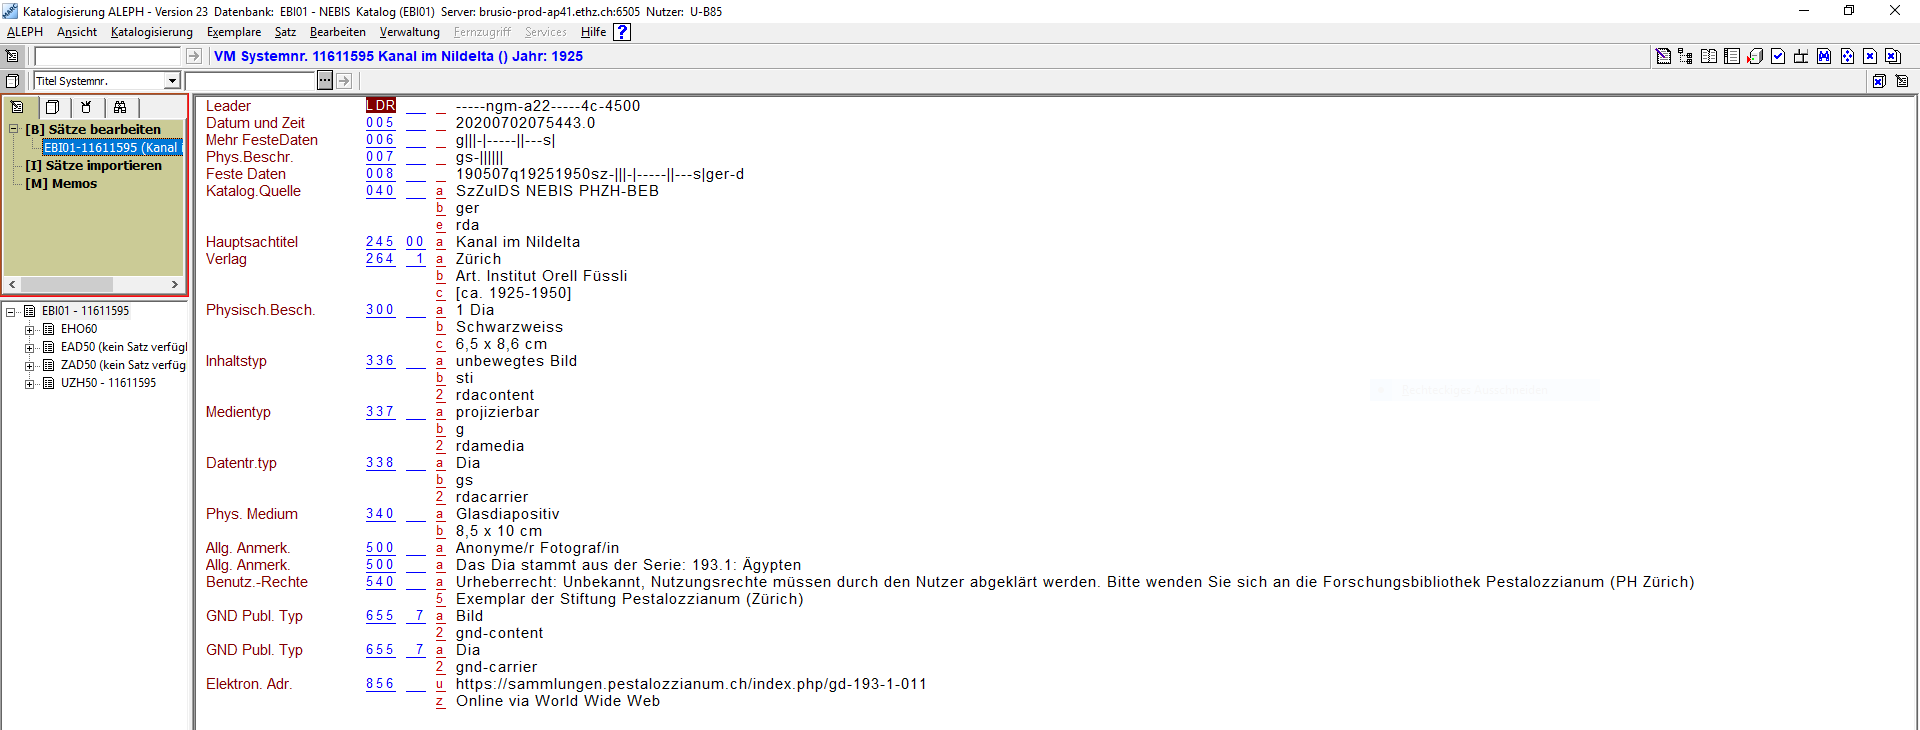 Katalogisierung ALEPH - Version 23 Datenbank: EBI01 - NEBIS Katalog (EBI01) Server: brusio-prod-ap41.ethz.ch:6505 Nutzer: U-B85
ALEPH Ansicht Katalogisierung Exemplare Satz Bearbeiten Verwaltung Fernzugriff Services Hilfe ?
VM Systemnr. 11611595 Kanal im Nildelta () Jahr: 1925
Titel Systemnr. ...
[B] Sätze bearbeiten
EBI01-11611595 (Kanal i
[I] Sätze importieren
[M] Memos
EBI01 - 11611595
EHO60
EAD50 (kein Satz verfügl
ZAD50 (kein Satz verfüg
UZH50 - 11611595
Leader LDR -----ngm-a22-----4c-4500
Datum und Zeit 005 20200702075443.0
Mehr FesteDaten 006 g|||-|-----||---s|
Phys.Beschr. 007 gs-||||||
Feste Daten 008 190507q19251950sz-|||-|-----||---s|ger-d
Katalog.Quelle 040 a SzZuIDS NEBIS PHZH-BEB
b ger
e rda
Hauptsachtitel 245 00 a Kanal im Nildelta
Verlag 264 1 a Zürich
b Art. Institut Orell Füssli
c [ca. 1925-1950]
Physisch.Besch. 300 a 1 Dia
b Schwarzweiss
c 6,5 x 8,6 cm
Inhaltstyp 336 a unbewegtes Bild
b sti
2 rdacontent
Medientyp 337 a projizierbar
b g
2 rdamedia
Datentr.typ 338 a Dia
b gs
2 rdacarrier
Phys. Medium 340 a Glasdiapositiv
b 8,5 x 10 cm
Allg. Anmerk. 500 a Anonyme/r Fotograf/in
Allg. Anmerk. 500 a Das Dia stammt aus der Serie: 193.1: Ägypten
Benutz.-Rechte 540 a Urheberrecht: Unbekannt, Nutzungsrechte müssen durch den Nutzer abgeklärt werden. Bitte wenden Sie sich an die Forschungsbibliothek Pestalozzianum (PH Zürich)
5 Exemplar der Stiftung Pestalozzianum (Zürich)
GND Publ. Typ 655 7 a Bild
2 gnd-content
GND Publ. Typ 655 7 a Dia
2 gnd-carrier
Elektron. Adr. 856 u https://sammlungen.pestalozzianum.ch/index.php/gd-193-1-011
z Online via World Wide Web